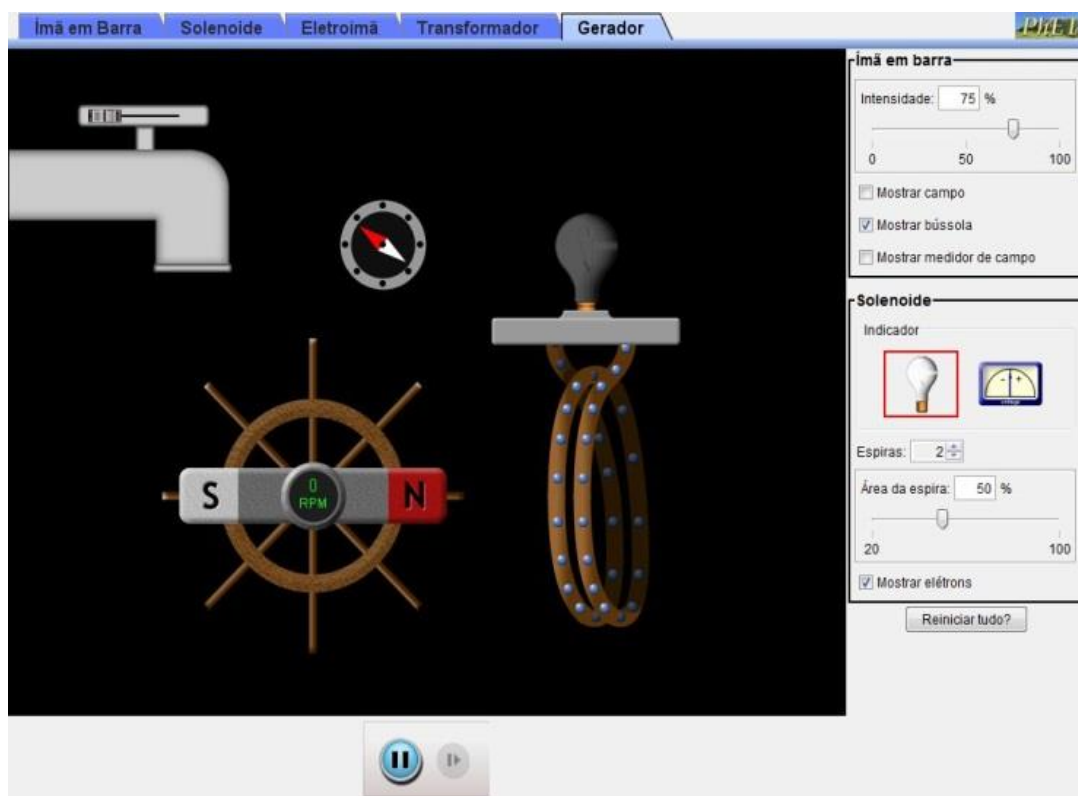 Ímã em Barra
Solenoide
Eletroimã
Transformador
Gerador
PhET
Ímã em barra
Intensidade: 75 %
0 50 100
Mostrar campo
Mostrar bússola
Mostrar medidor de campo
Solenoide
Indicador
- +
Espiras: 2
Área da espira: 50 %
20 100
Mostrar elétrons
Reiniciar tudo?
S
0
RPM
N